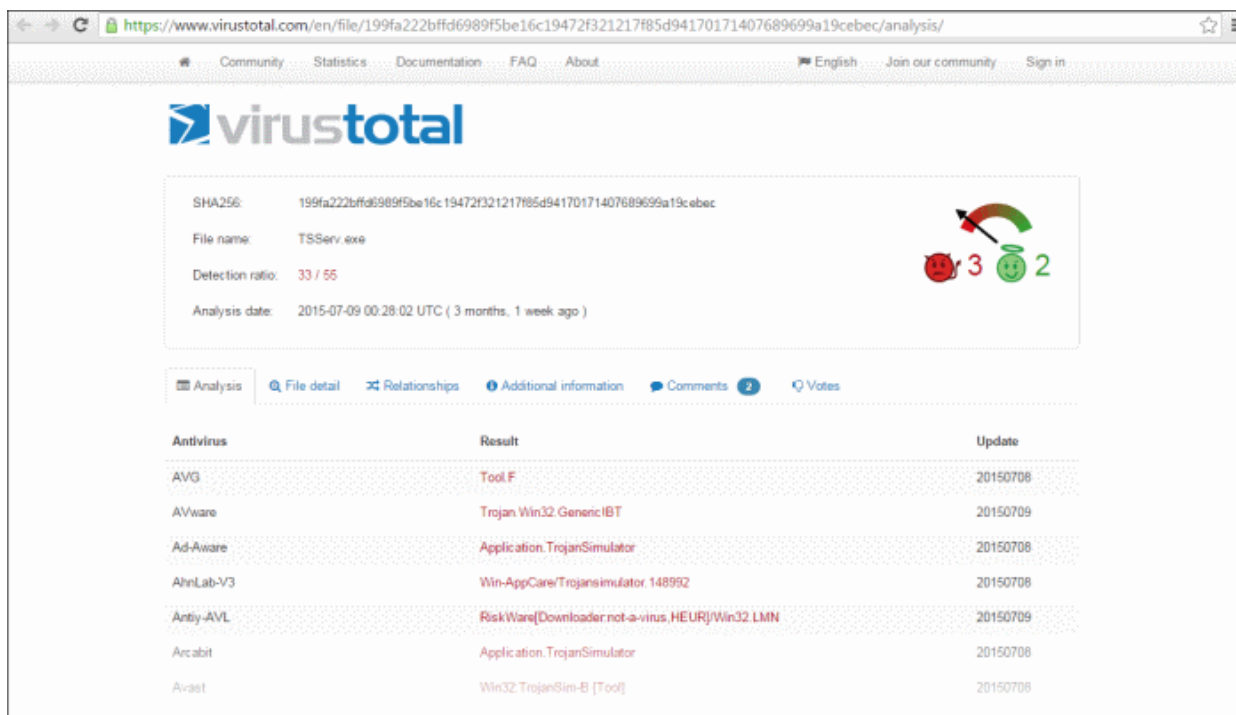 https://www.virustotal.com/en/file/199fa222bffd6989f5be16c19472f321217f85d94170171407689699a19cebec/analysis/
Community Statistics Documentation FAQ About English Join our community Sign in
virustotal
SHA256: 199fa222bffd6989f5be16c19472f321217f85d94170171407689699a19cebec
File name: TSServ.exe
Detection ratio: 33 / 55
3 2
Analysis date: 2015-07-09 00:28:02 UTC ( 3 months, 1 week ago )
Analysis File detail Relationships Additional information Comments 2 Votes
Antivirus Result Update
AVG Tool.F 20150708
AVware Trojan.Win32.Generic!BT 20150709
Ad-Aware Application.TrojanSimulator 20150708
AhnLab-V3 Win-AppCare/Trojansimulator.148992 20150708
Antiy-AVL RiskWare[Downloader:not-a-virus,HEUR]/Win32.LMN 20150709
Arcabit Application.TrojanSimulator 20150708
Avast Win32:TrojanSim-B [Tool] 20150708